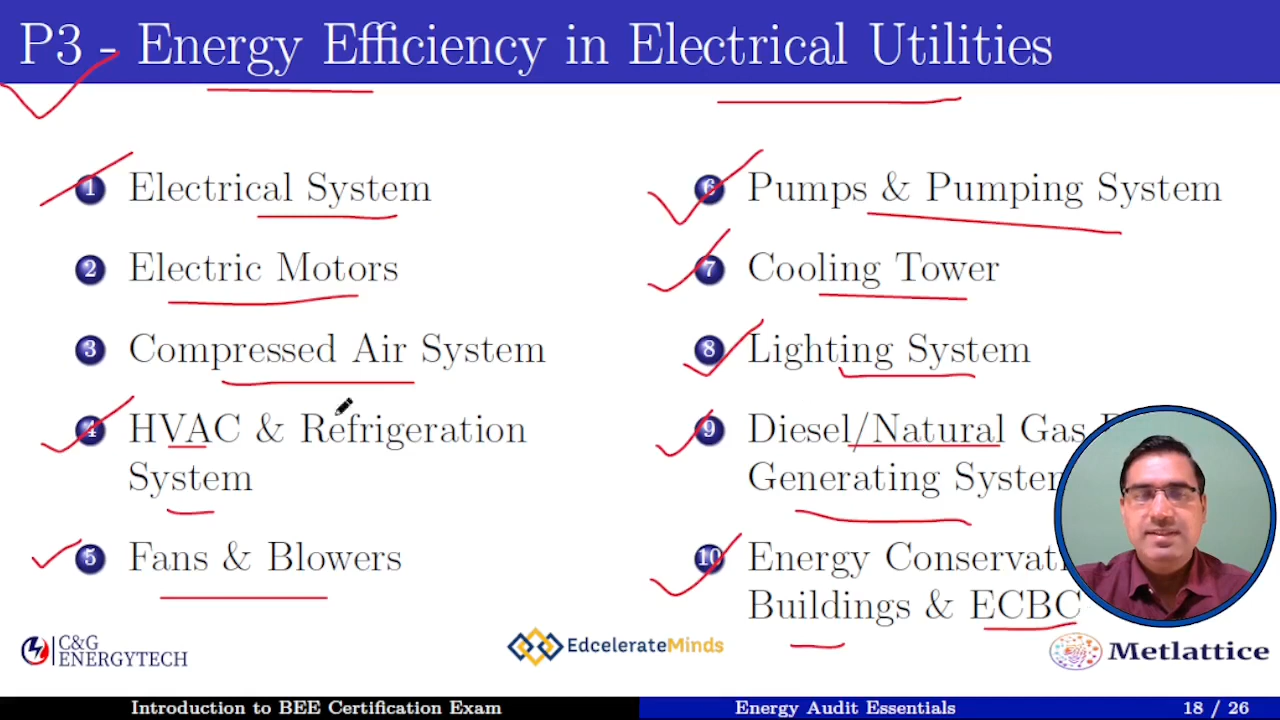 P3 - Energy Efficiency in Electrical Utilities
1 Electrical System
2 Electric Motors
3 Compressed Air System
4 HVAC & Refrigeration
System
5 Fans & Blowers
6 Pumps & Pumping System
7 Cooling Tower
8 Lighting System
9 Diesel/Natural Gas
Generating
10 Energy
Buildings & ECBC
C&G
ENERGYTECH
EdcelerateMinds
Metlattice
Introduction to BEE Certification Exam
Energy Audit Essentials
18 / 26